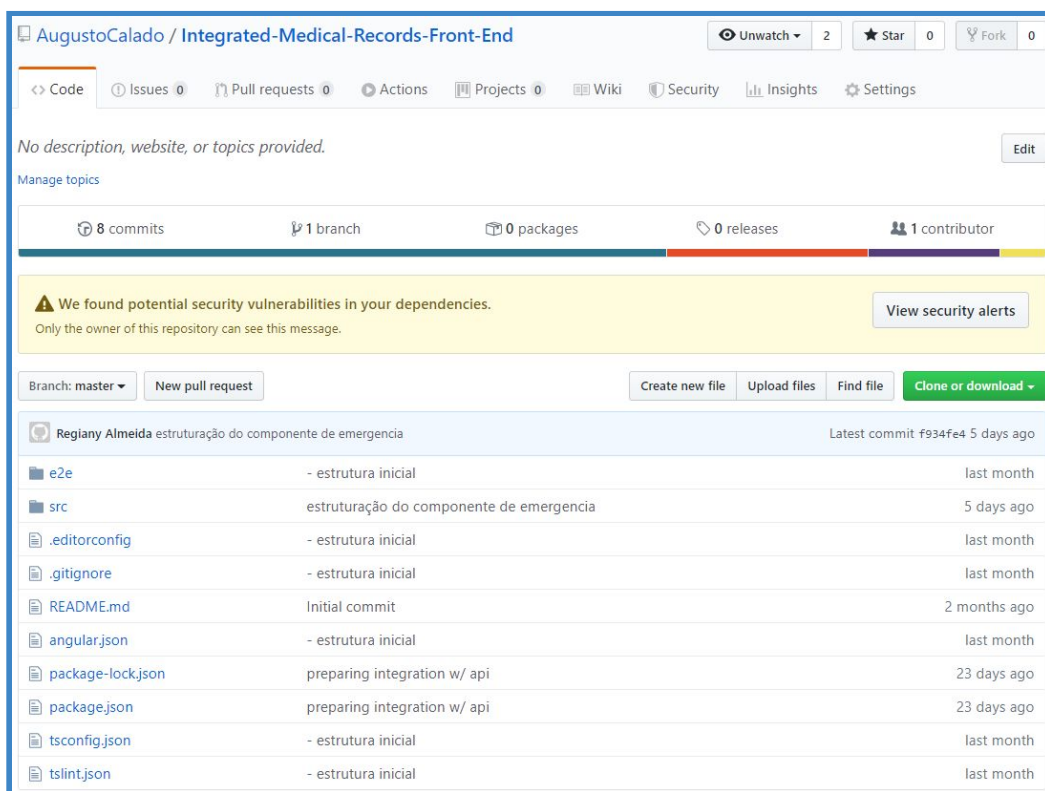 AugustoCalado / Integrated-Medical-Records-Front-End Unwatch 2 Star 0 Fork 0
<> Code Issues 0 Pull requests 0 Actions Projects 0 Wiki Security Insights Settings
No description, website, or topics provided. Edit
Manage topics
8 commits 1 branch 0 packages 0 releases 1 contributor
We found potential security vulnerabilities in your dependencies.
Only the owner of this repository can see this message.
View security alerts
Branch: master New pull request Create new file Upload files Find file Clone or download
Regiany Almeida estruturação do componente de emergencia Latest commit f934fe4 5 days ago
e2e - estrutura inicial last month
src estruturação do componente de emergencia 5 days ago
.editorconfig - estrutura inicial last month
.gitignore - estrutura inicial last month
README.md Initial commit 2 months ago
angular.json - estrutura inicial last month
package-lock.json preparing integration w/ api 23 days ago
package.json preparing integration w/ api 23 days ago
tsconfig.json - estrutura inicial last month
tslint.json - estrutura inicial last month